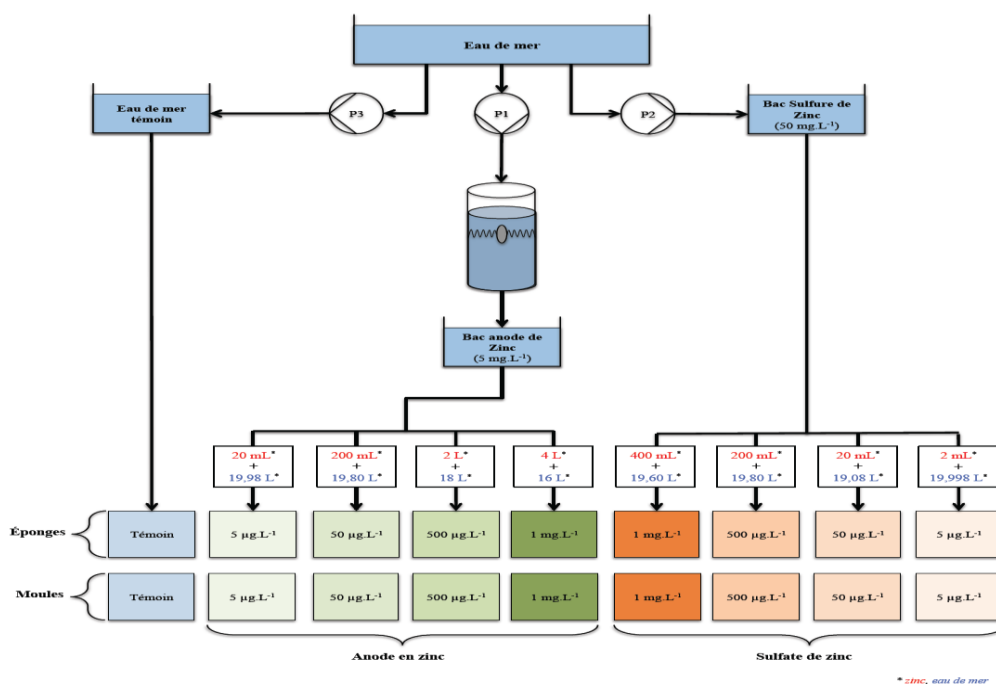 Eau de mer
Eau de mer
témoin
P3
P1
P2
Bac Sulfure de
Zinc
(50 mg.L⁻¹)
Bac anode de
Zinc
(5 mg.L⁻¹)
20 mL*
+
19,98 L*
200 mL*
+
19,80 L*
2 L*
+
18 L*
4 L*
+
16 L*
400 mL*
+
19,60 L*
200 mL*
+
19,80 L*
20 mL*
+
19,08 L*
2 mL*
+
19,998 L*
Éponges
Témoin
5 µg.L⁻¹
50 µg.L⁻¹
500 µg.L⁻¹
1 mg.L⁻¹
1 mg.L⁻¹
500 µg.L⁻¹
50 µg.L⁻¹
5 µg.L⁻¹
Moules
Témoin
5 µg.L⁻¹
50 µg.L⁻¹
500 µg.L⁻¹
1 mg.L⁻¹
1 mg.L⁻¹
500 µg.L⁻¹
50 µg.L⁻¹
5 µg.L⁻¹
Anode en zinc
Sulfate de zinc
* zinc, eau de mer